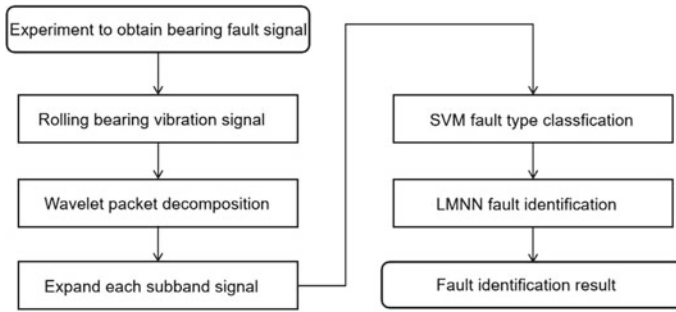 Experiment to obtain bearing fault signal
Rolling bearing vibration signal
Wavelet packet decomposition
Expand each subband signal
SVM fault type classfication
LMNN fault identification
Fault identification result